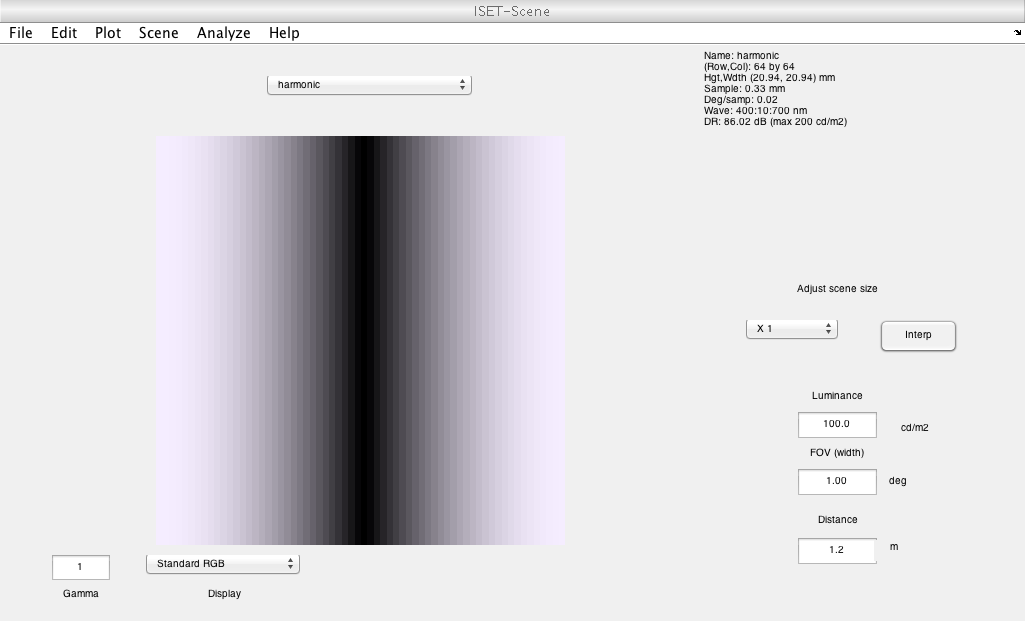 ISET-Scene
File Edit Plot Scene Analyze Help
harmonic
Name: harmonic
(Row,Col): 64 by 64
Hgt,Wdth (20.94, 20.94) mm
Sample: 0.33 mm
Deg/samp: 0.02
Wave: 400:10:700 nm
DR: 86.02 dB (max 200 cd/m2)
Adjust scene size
X 1
Interp
Luminance
100.0 cd/m2
FOV (width)
1.00 deg
Distance
1.2 m
1 Standard RGB
Gamma Display